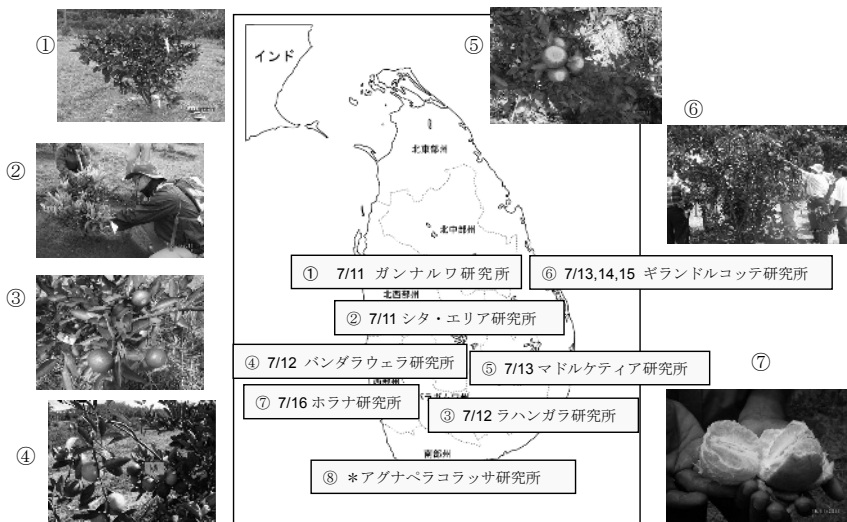 ①
②
③
④
⑤
⑥
⑦
インド
北東部州
北中部州
① 7/11 ガンナルワ研究所
⑥ 7/13,14,15 ギランドルコッテ研究所
北西部州
② 7/11 シタ・エリア研究所
④ 7/12 バンダラウェラ研究所
⑤ 7/13 マドルケティア研究所
⑦ 7/16 ホラナ研究所
③ 7/12 ラハンガラ研究所
南部州
⑧ *アグナペラコラッサ研究所